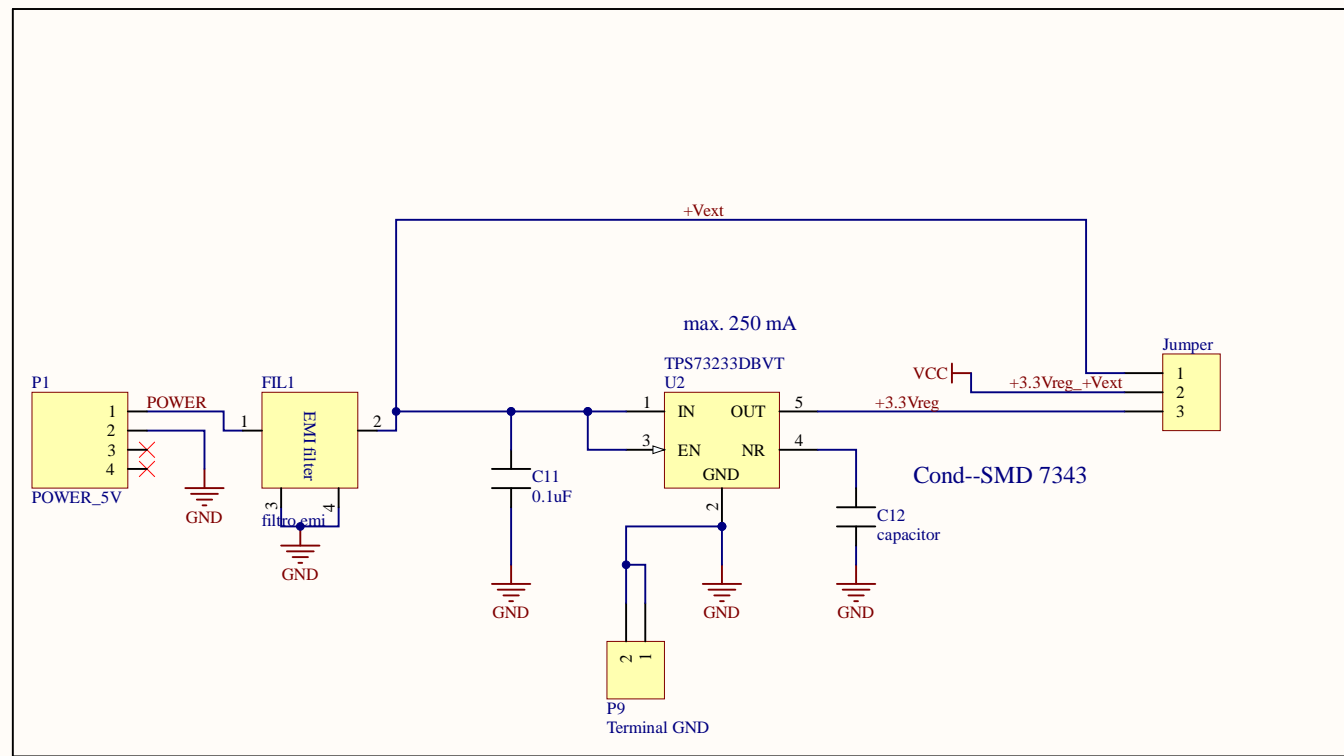 +Vext
max. 250 mA
TPS73233DBVT
U2
1 IN OUT 5
3 EN NR 4
GND
2
Jumper
1
2
3
VCC
+3.3Vreg_+Vext
+3.3Vreg
P1
1
2
3
4
POWER_5V
POWER
GND
FIL1
1 EMI filter 2
3 4
filtro emi
GND
C11
0.1uF
GND
GND
Cond--SMD 7343
C12
capacitor
GND
2 1
P9
Terminal GND